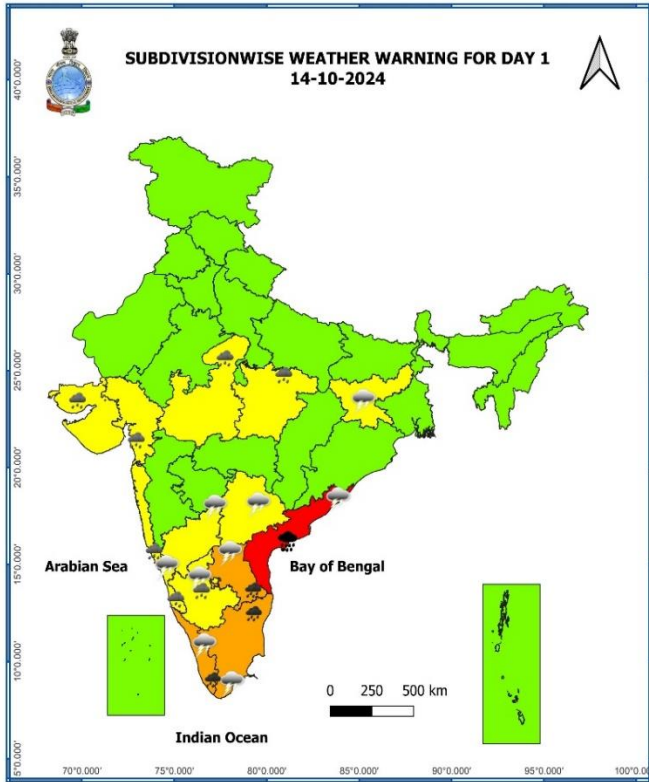 SUBDIVISIONWISE WEATHER WARNING FOR DAY 1
14-10-2024
40°0.000'
35°0.000'
30°0.000'
25°0.000'
20°0.000'
15°0.000'
10°0.000'
5°0.000'
Arabian Sea
Bay of Bengal
0 250 500 km
Indian Ocean
70°0.000' 75°0.000' 80°0.000' 85°0.000' 90°0.000' 95°0.000' 100°0.0